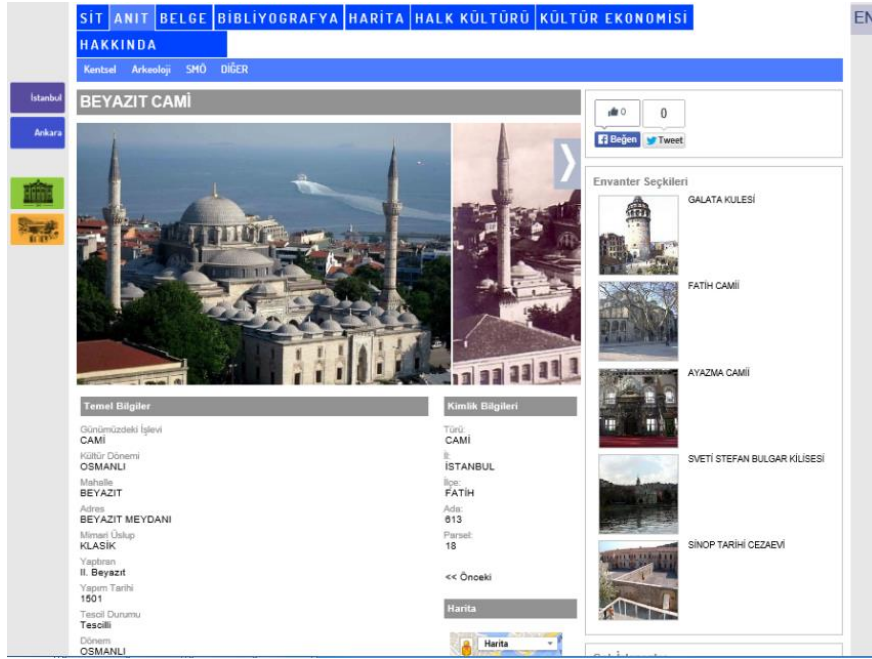 SİT ANIT BELGE BİBLİYOGRAFYA HARİTA HALK KÜLTÜRÜ KÜLTÜR EKONOMİSİ
HAKKINDA
EN
Kentsel Arkeoloji SMÖ DİĞER
İstanbul
Ankara
BEYAZIT CAMİ
0
0
Beğen Tweet
Envanter Seçkileri
GALATA KULESİ
FATİH CAMİİ
AYAZMA CAMİİ
SVETİ STEFAN BULGAR KİLİSESİ
SİNOP TARİHİ CEZAEVİ
Temel Bilgiler
Günümüzdeki İşlevi
CAMİ
Kültür Dönemi
OSMANLI
Mahalle
BEYAZIT
Adres
BEYAZIT MEYDANI
Mimari Üslup
KLASİK
Yaptıran
II. Beyazıt
Yapım Tarihi
1501
Tescil Durumu
Tescilli
Dönem
OSMANLI
Kimlik Bilgileri
Türü:
CAMİ
İl:
İSTANBUL
İlçe:
FATİH
Ada:
613
Parsel:
18
<< Önceki
Harita
Harita